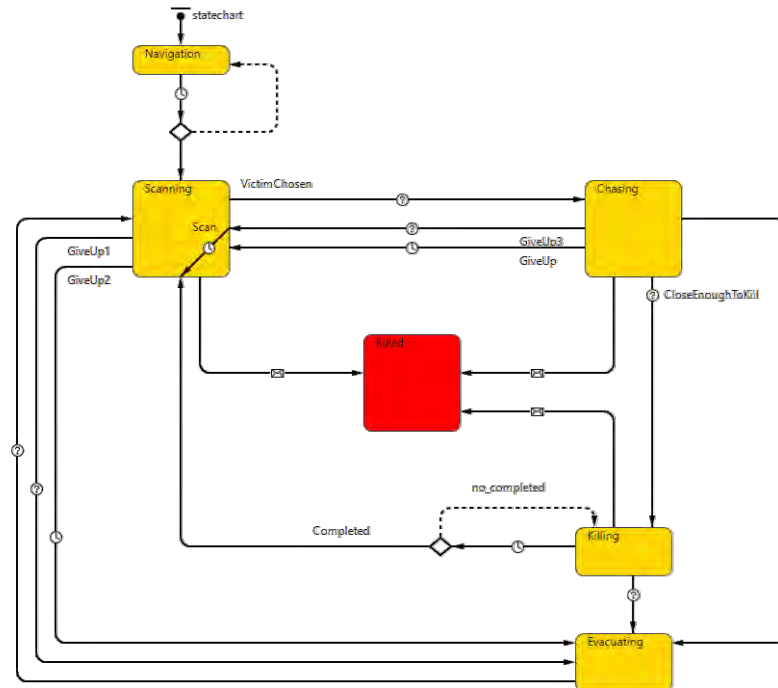 statechart
Navigation
Scanning
VictimChosen
Chasing
Scan
GiveUp1
GiveUp3
GiveUp2
GiveUp
CloseEnoughToKill
Killed
no_completed
Completed
Killing
Evacuating